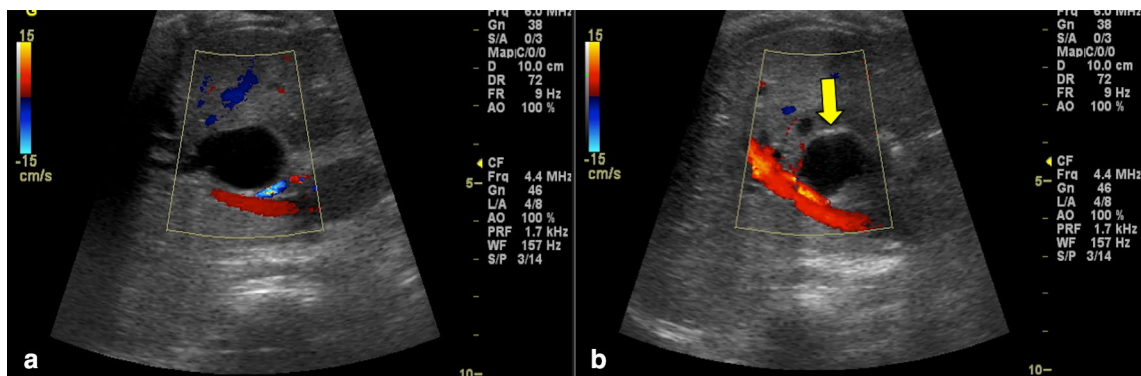 G
15
-15
cm/s
Frq 6.0 MHz
Gn 38
S/A 0/3
Map C/0/0
D 10.0 cm
DR 72
FR 9 Hz
AO 100 %
CF
Frq 4.4 MHz
5
Gn 46
L/A 4/8
AO 100 %
PRF 1.7 kHz
WF 157 Hz
S/P 3/14
a
15
-15
cm/s
Frq 6.0 MHz
Gn 38
S/A 0/3
Map C/0/0
D 10.0 cm
DR 72
FR 9 Hz
AO 100 %
CF
Frq 4.4 MHz
5
Gn 46
L/A 4/8
AO 100 %
PRF 1.7 kHz
WF 157 Hz
S/P 3/14
b
10